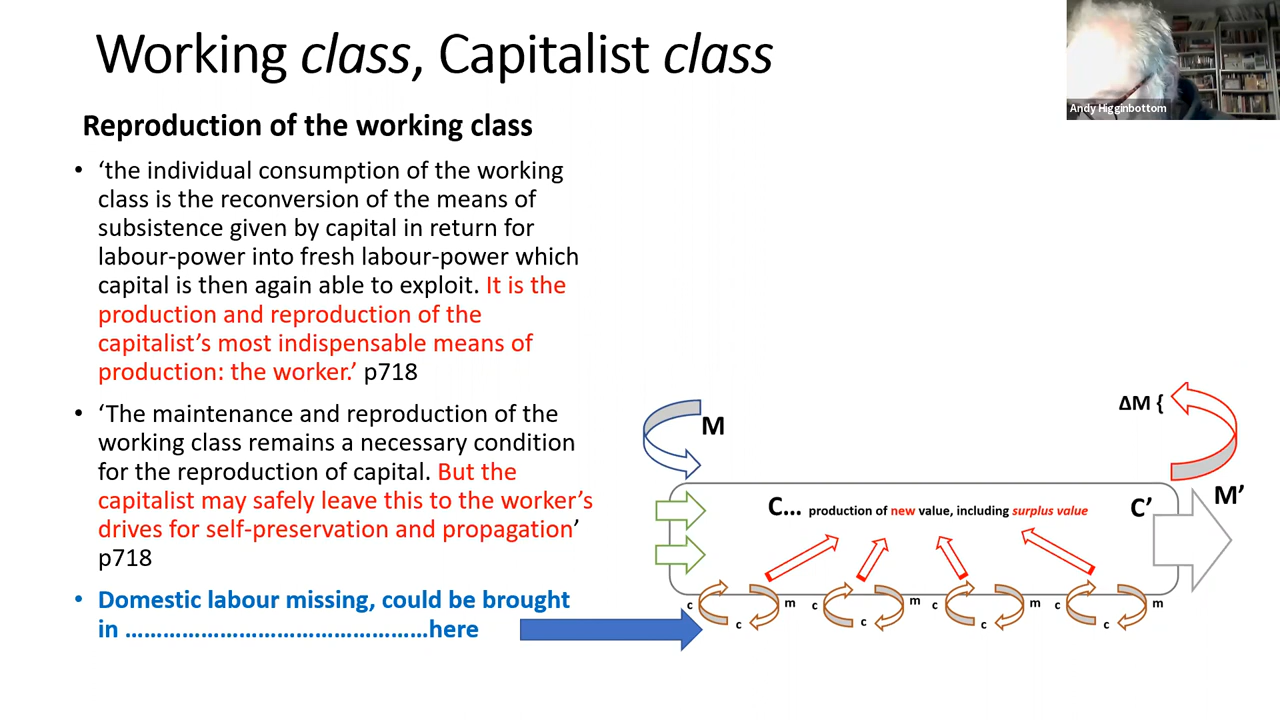 Working class, Capitalist class
Andy Higginbottom
Reproduction of the working class
• ‘the individual consumption of the working
class is the reconversion of the means of
subsistence given by capital in return for
labour-power into fresh labour-power which
capital is then again able to exploit. It is the
production and reproduction of the
capitalist’s most indispensable means of
production: the worker.’ p718
• ‘The maintenance and reproduction of the
working class remains a necessary condition
for the reproduction of capital. But the
capitalist may safely leave this to the worker’s
drives for self-preservation and propagation’
p718
• Domestic labour missing, could be brought
in ……………………………………………here
M
ΔM {
C... production of new value, including surplus value
C’
M’
c
c
m
c
c
m
c
c
m
c
c
m